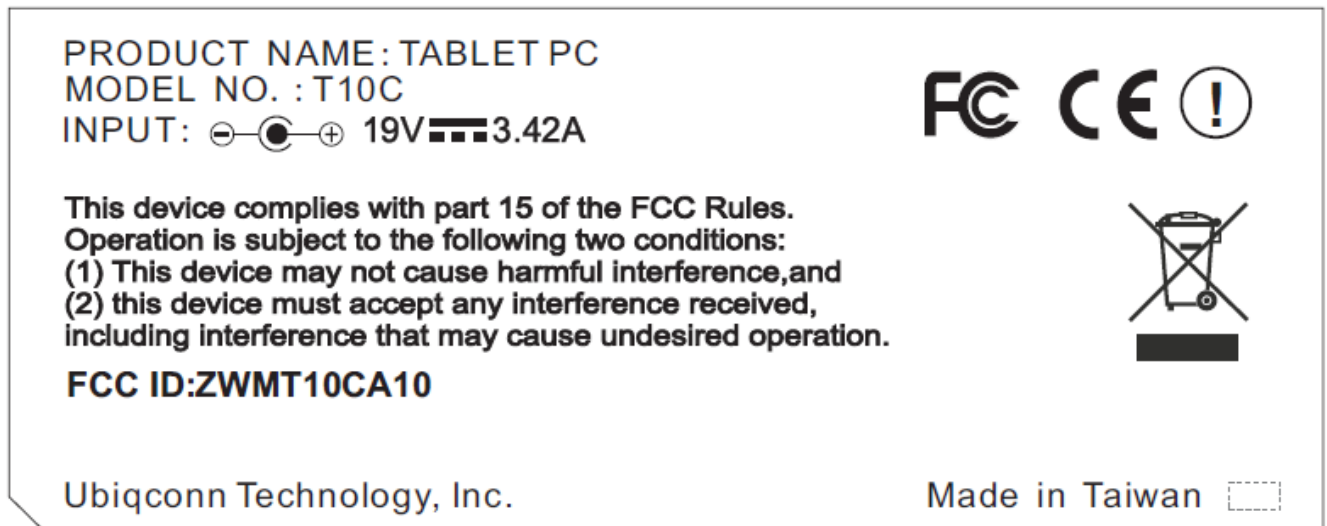 PRODUCT NAME: TABLET PC
MODEL NO. : T10C
INPUT: 19V 3.42A
FC CE !
This device complies with part 15 of the FCC Rules.
Operation is subject to the following two conditions:
(1) This device may not cause harmful interference,and
(2) this device must accept any interference received,
including interference that may cause undesired operation.
FCC ID:ZWMT10CA10
Ubiqconn Technology, Inc.
Made in Taiwan